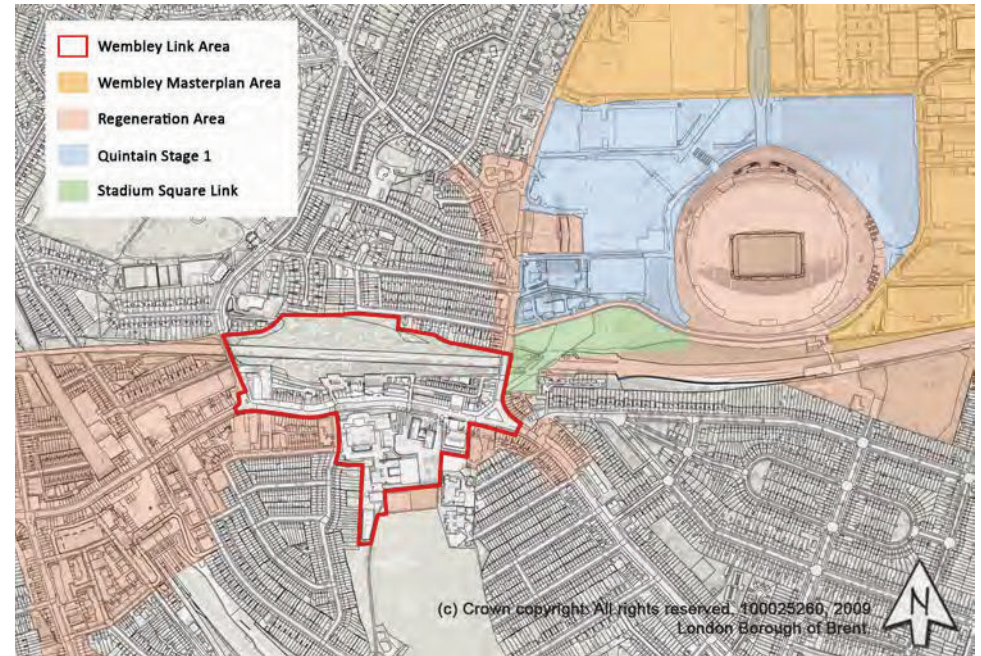 Wembley Link Area
Wembley Masterplan Area
Regeneration Area
Quintain Stage 1
Stadium Square Link
(c) Crown copyright. All rights reserved, 100025260, 2009
London Borough of Brent.
N